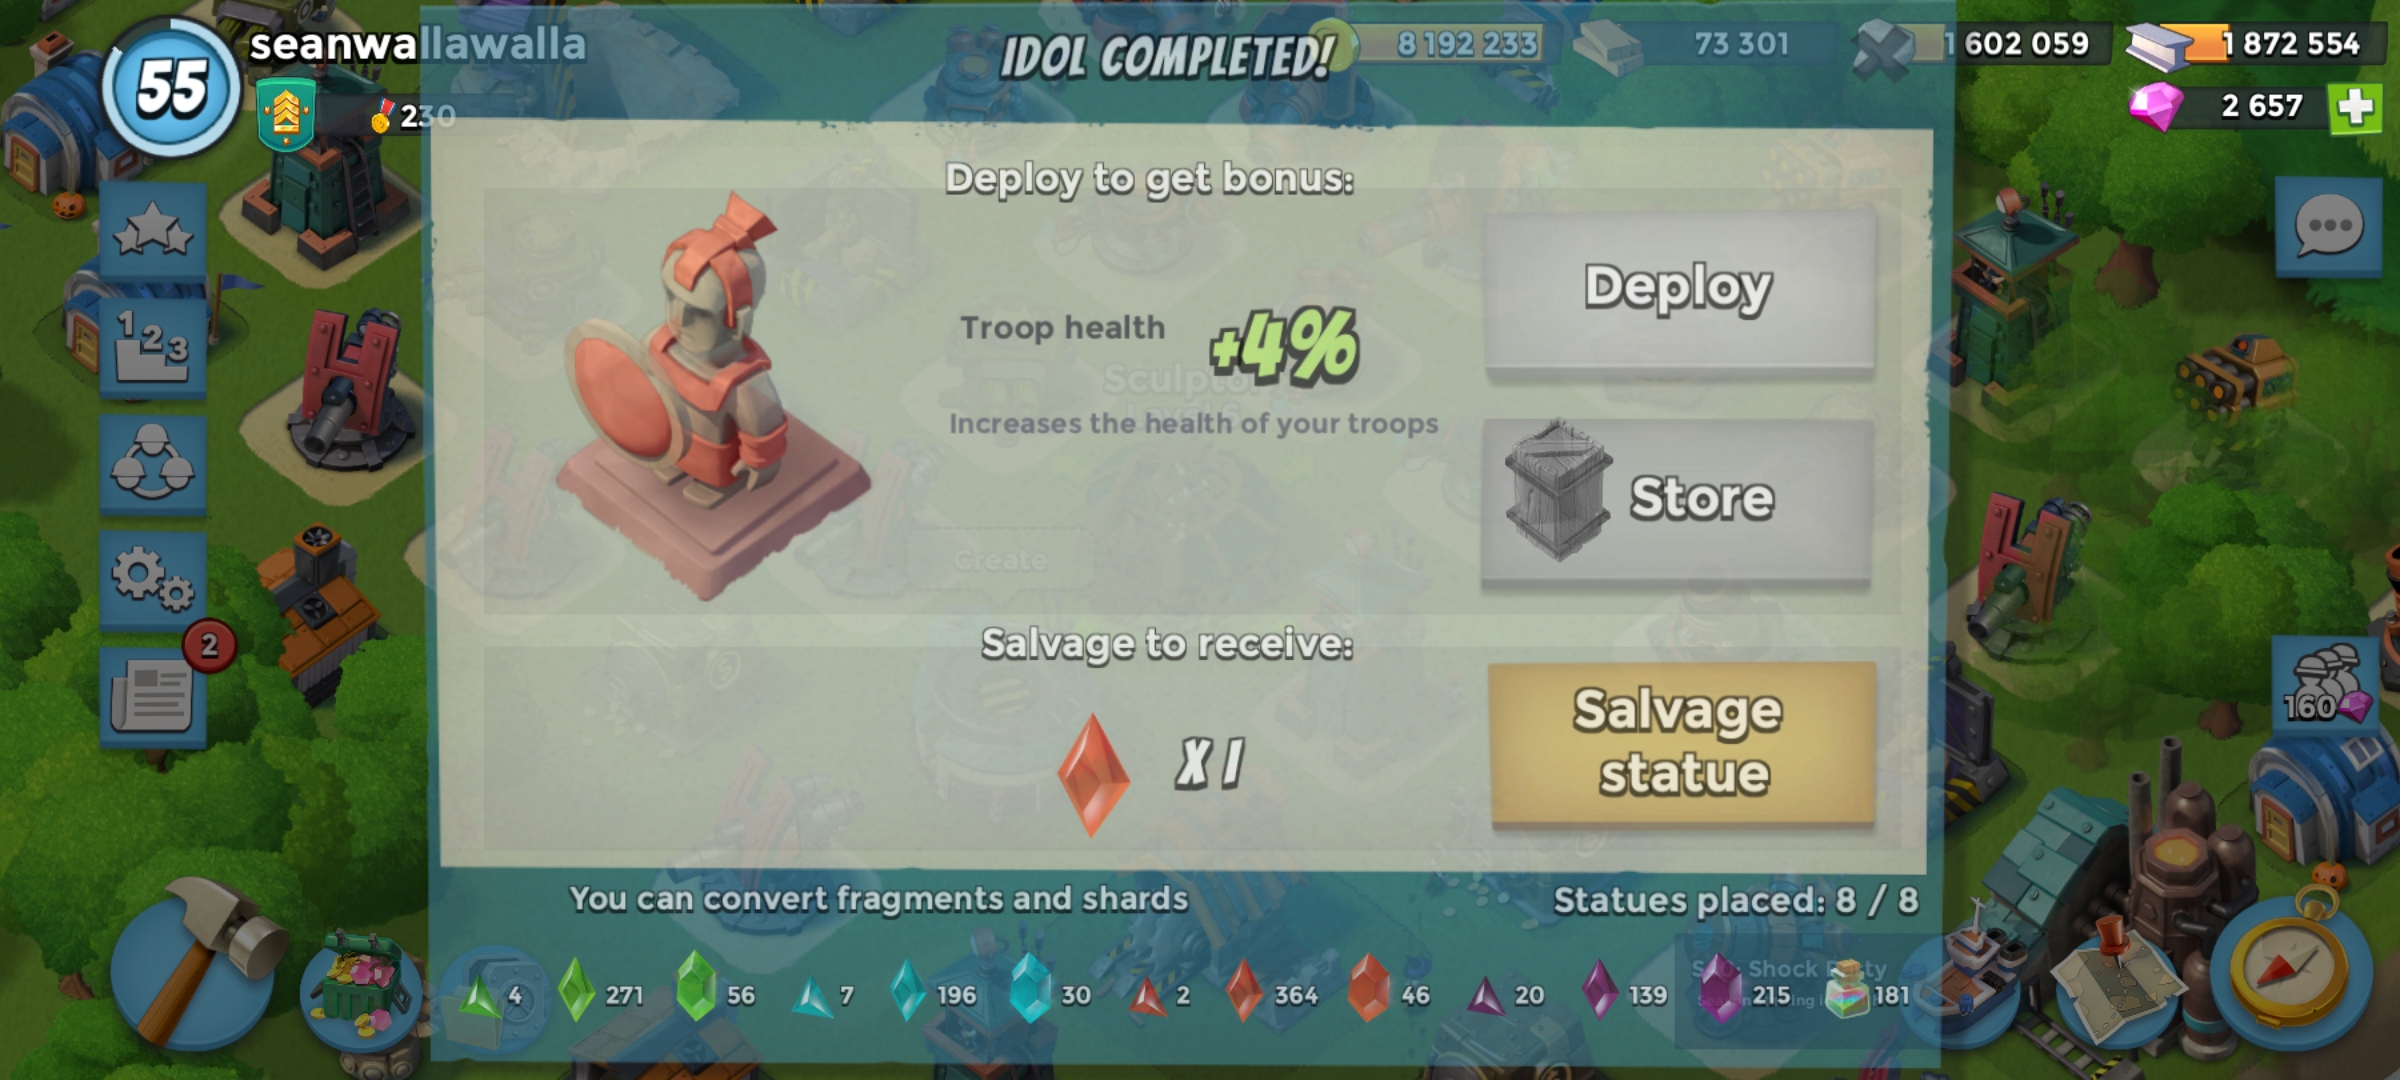 55
seanwallawalla
230
IDOL COMPLETED!
8 192 233
73 301
1 602 059
1 872 554
2 657
Deploy to get bonus:
Troop health +4%
Increases the health of your troops
Deploy
Store
Create
123
2
Salvage to receive:
X 1
Salvage
statue
160
You can convert fragments and shards
Statues placed: 8 / 8
4
271
56
7
196
30
2
364
46
20
139
215
181